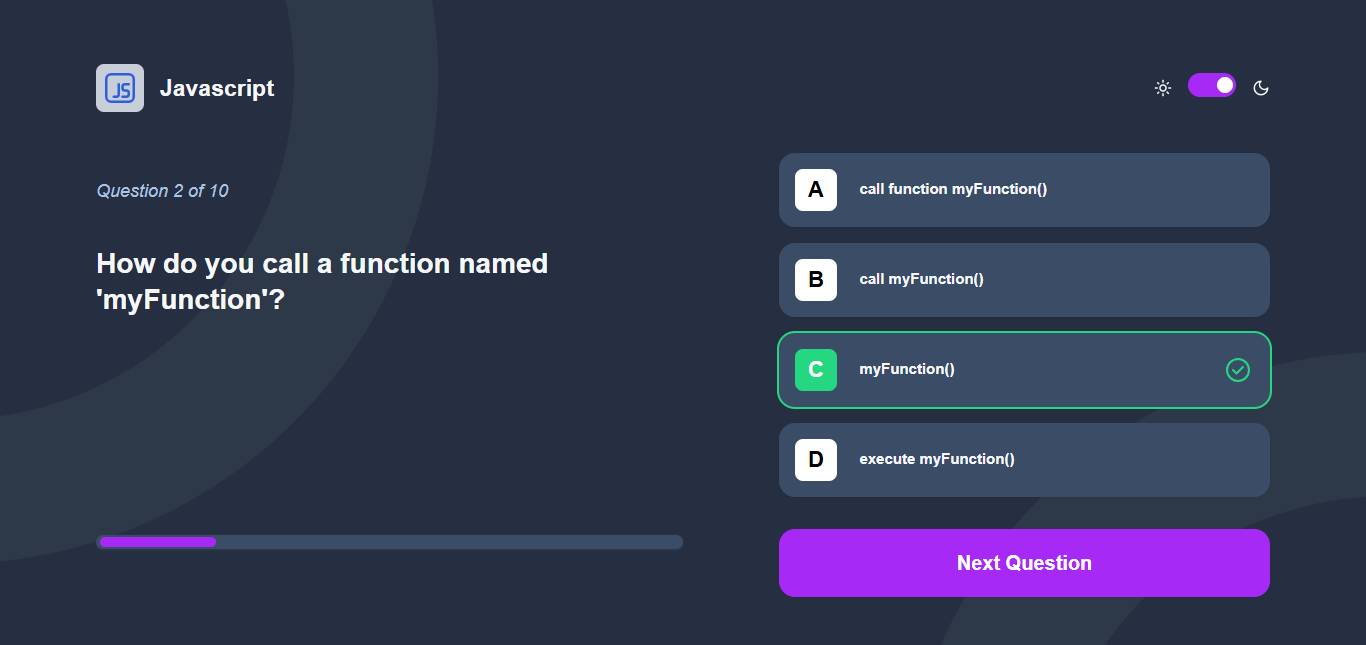 JS
Javascript
Question 2 of 10
How do you call a function named
'myFunction'?
A
call function myFunction()
B
call myFunction()
C
myFunction()
D
execute myFunction()
Next Question